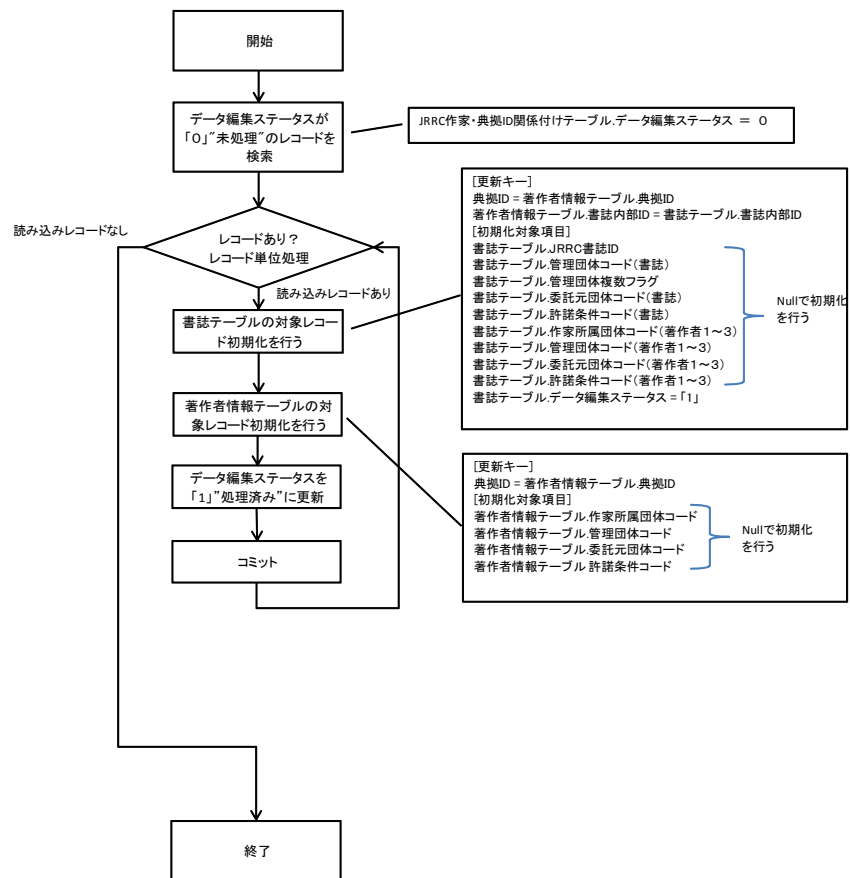 開始
データ編集ステータスが
「0」"未処理"のレコードを
検索
JRRC作家・典拠ID関係付けテーブル.データ編集ステータス = 0
読み込みレコードなし
レコードあり？
レコード単位処理
読み込みレコードあり
書誌テーブルの対象レコー
ド初期化を行う
[更新キー]
典拠ID = 著作者情報テーブル.典拠ID
著作者情報テーブル.書誌内部ID = 書誌テーブル.書誌内部ID
[初期化対象項目]
書誌テーブル.JRRC書誌ID
書誌テーブル.管理団体コード(書誌)
書誌テーブル.管理団体複数フラグ
書誌テーブル.委託元団体コード(書誌)
書誌テーブル.許諾条件コード(書誌)
書誌テーブル.作家所属団体コード(著作者1～3)
書誌テーブル.管理団体コード(著作者1～3)
書誌テーブル.委託元団体コード(著作者1～3)
書誌テーブル.許諾条件コード(著作者1～3)
書誌テーブル.データ編集ステータス =「1」
Nullで初期化
を行う
著作者情報テーブルの対
象レコード初期化を行う
データ編集ステータスを
「1」"処理済み"に更新
コミット
[更新キー]
典拠ID = 著作者情報テーブル.典拠ID
[初期化対象項目]
著作者情報テーブル.作家所属団体コード
著作者情報テーブル.管理団体コード
著作者情報テーブル.委託元団体コード
著作者情報テーブル 許諾条件コード
Nullで初期化
を行う
終了